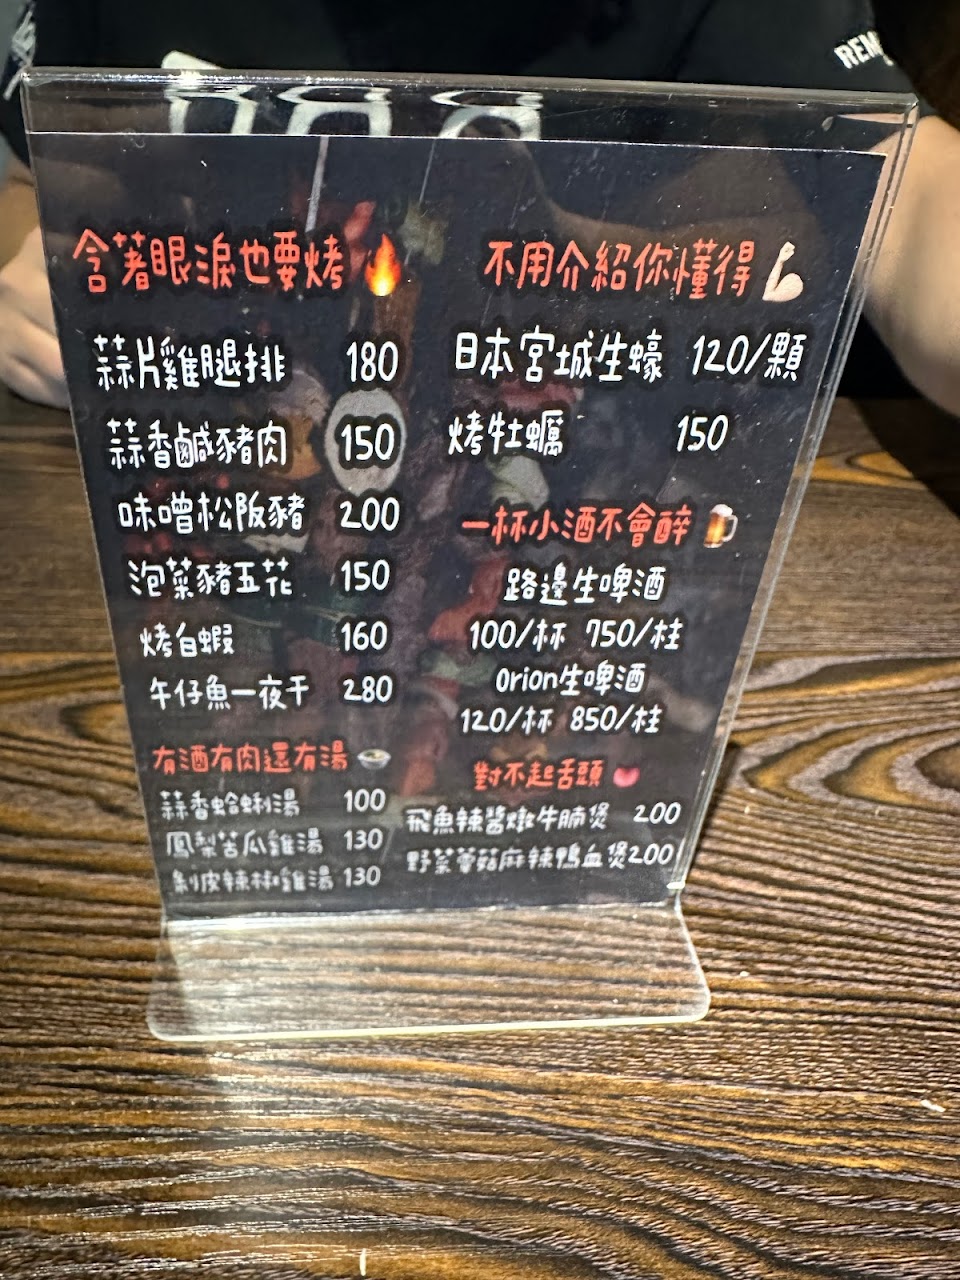 含著眼淚也要烤🔥
蒜片雞腿排 180
蒜香鹹豬肉 150
味噌松阪豬 200
泡菜豬五花 150
烤白蝦 160
午仔魚一夜干 280
有酒有肉還有湯
蒜香蛤蜊湯 100
鳳梨苦瓜雞湯 130
剝皮辣椒雞湯 130
不用介紹你懂得💪
日本宮城生蠔 120/顆
烤牡蠣 150
一杯小酒不會醉🍺
路邊生啤酒
100/杯 750/柱
Orion生啤酒
120/杯 850/柱
對不起舌頭
飛魚辣醬燉牛腩煲 200
野菜蕈菇麻辣鴨血煲200